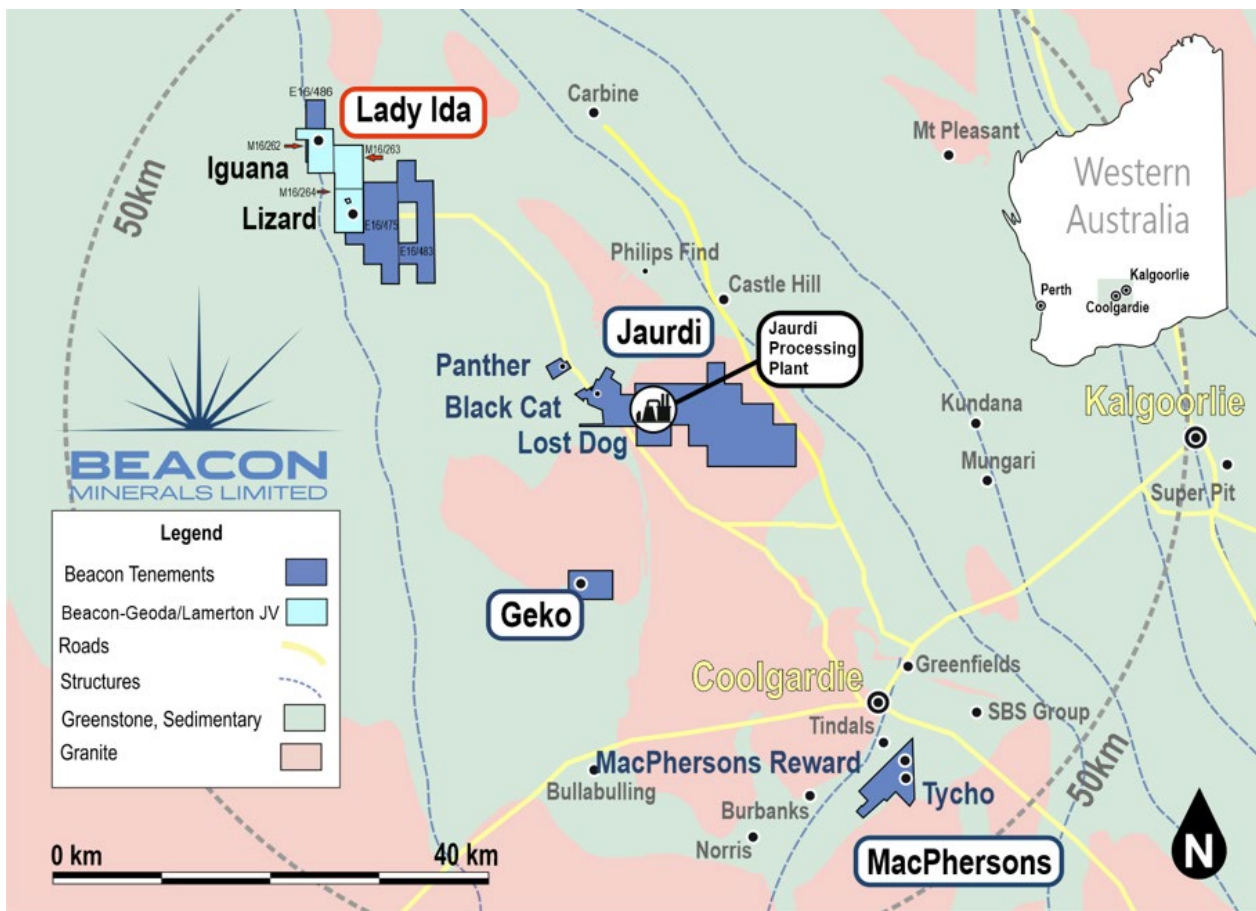 E16/486
Lady Ida
M16/262
M16/263
Iguana
M16/264
Lizard
E16/475
E16/483
50km
Carbine
Mt Pleasant
Western
Australia
Perth
Kalgoorlie
Coolgardie
Philips Find
Castle Hill
Jaurdi
Jaurdi
Processing
Plant
Panther
Black Cat
Lost Dog
Kundana
Kalgoorlie
Mungari
Super Pit
BEACON
MINERALS LIMITED
Legend
Beacon Tenements
Beacon-Geoda/Lamerton JV
Roads
Structures
Greenstone, Sedimentary
Granite
Geko
Greenfields
Coolgardie
SBS Group
Tindals
MacPhersons Reward
Bullabulling
Tycho
Burbanks
Norris
50km
MacPhersons
0 km
40 km
N